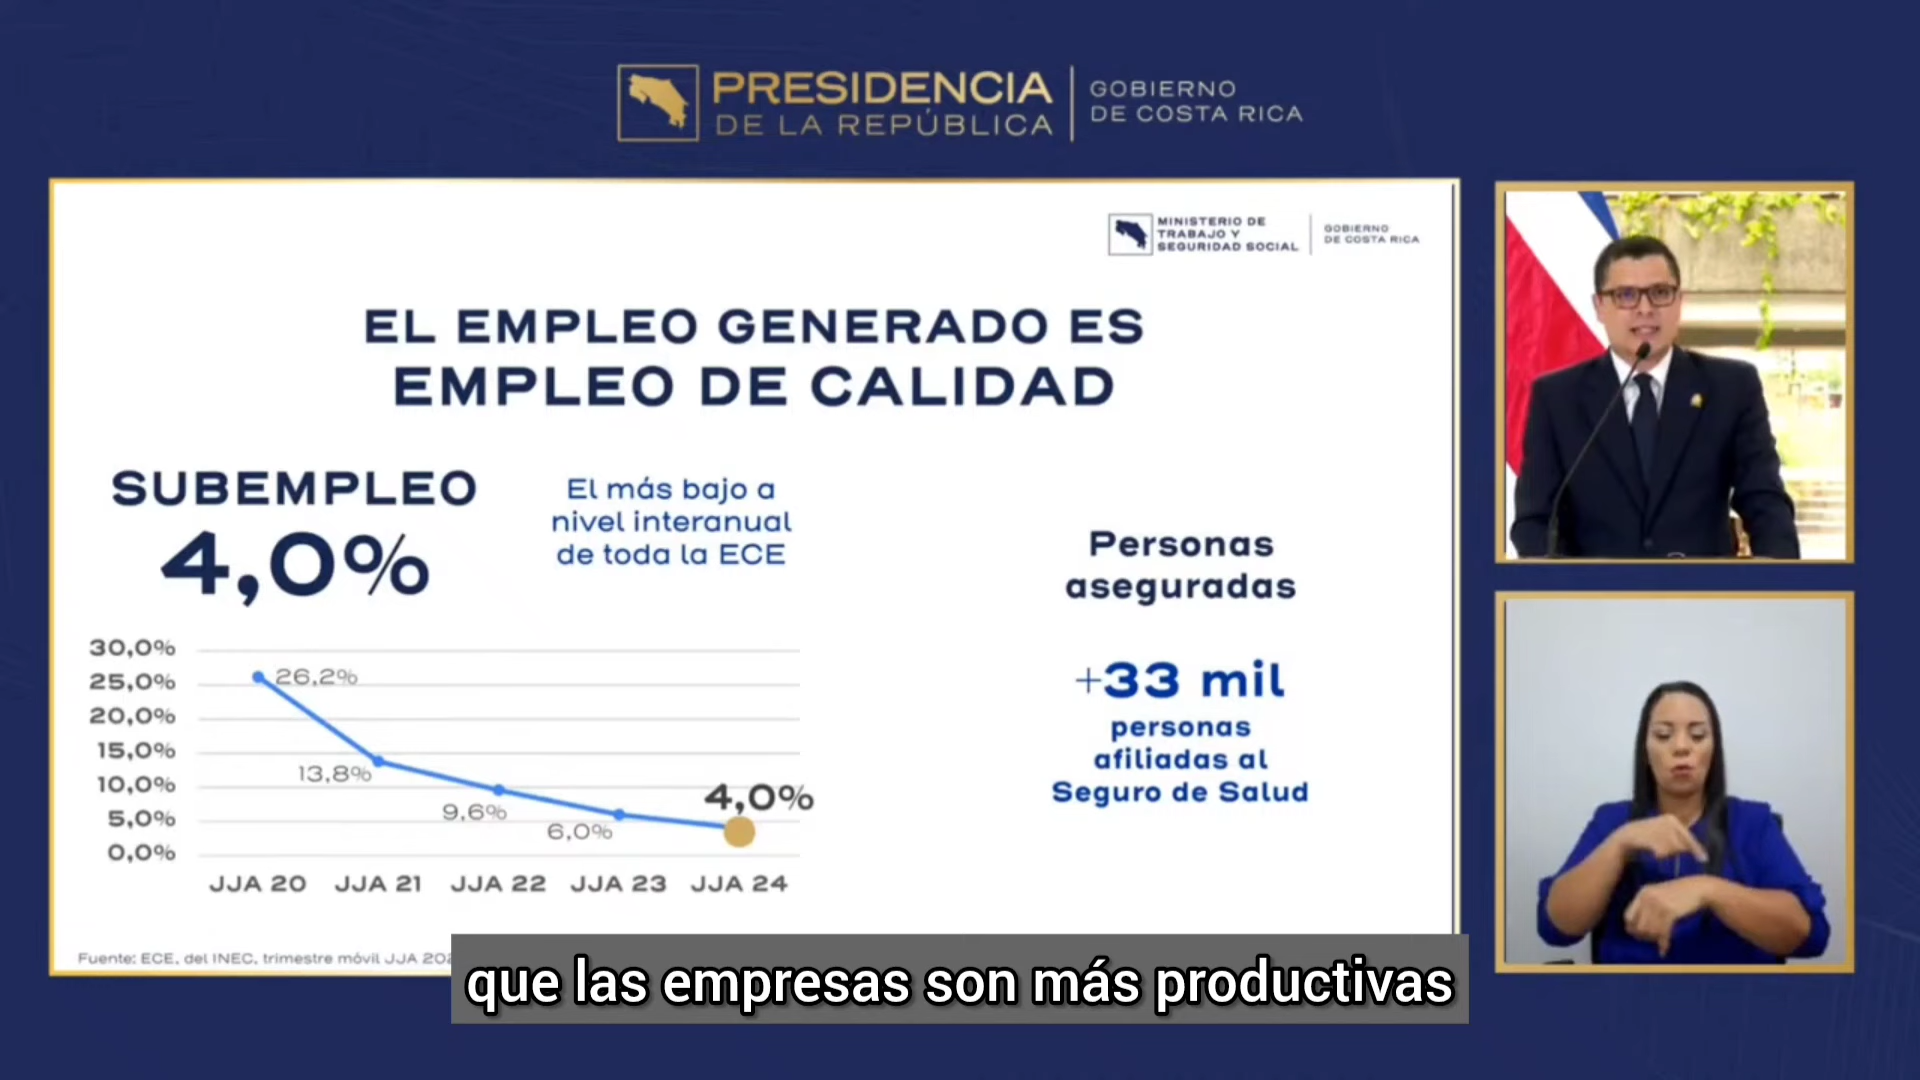 PRESIDENCIA
DE LA REPÚBLICA
GOBIERNO
DE COSTA RICA
MINISTERIO DE
TRABAJO Y
SEGURIDAD SOCIAL
GOBIERNO
DE COSTA RICA
EL EMPLEO GENERADO ES
EMPLEO DE CALIDAD
SUBEMPLEO
4,0%
El más bajo a
nivel interanual
de toda la ECE
30,0%
25,0%
20,0%
15,0%
10,0%
5,0%
0,0%
26,2%
13,8%
9,6%
6,0%
4,0%
JJA 20 JJA 21 JJA 22 JJA 23 JJA 24
Personas
aseguradas
+33 mil
personas
afiliadas al
Seguro de Salud
Fuente: ECE, del INEC, trimestre móvil JJA
que las empresas son más productivas